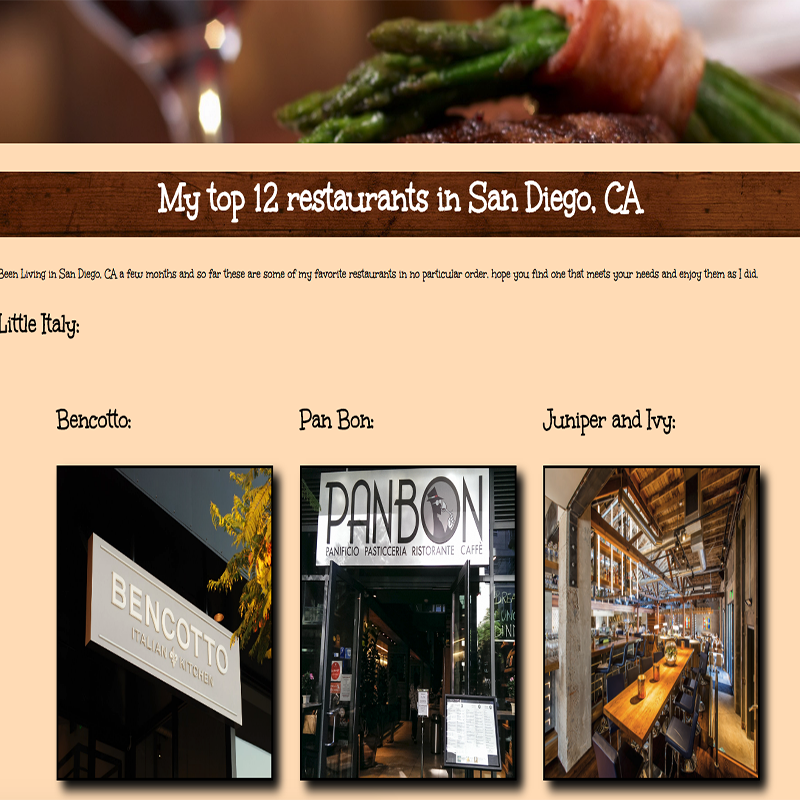 My top 12 restaurants in San Diego, CA
Been Living in San Diego, CA a few months and so far these are some of my favorite restaurants in no particular order. hope you find one that meets your needs and enjoy them as I did.
Little Italy:
Bencotto: Pan Bon: Juniper and Ivy:
BENCOTTO
ITALIAN KITCHEN
PANBON
PANIFICIO PASTICCERIA RISTORANTE CAFFÈ